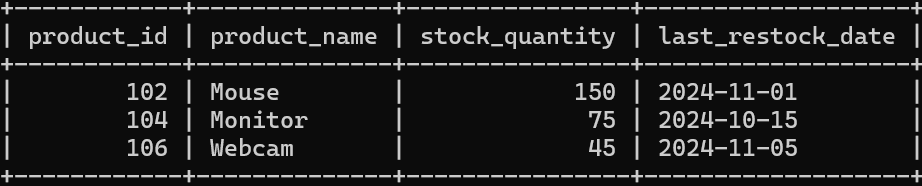 +------------+--------------+----------------+-------------------+
| product_id | product_name | stock_quantity | last_restock_date |
+------------+--------------+----------------+-------------------+
|        102 | Mouse        |            150 | 2024-11-01        |
|        104 | Monitor      |             75 | 2024-10-15        |
|        106 | Webcam       |             45 | 2024-11-05        |
+------------+--------------+----------------+-------------------+